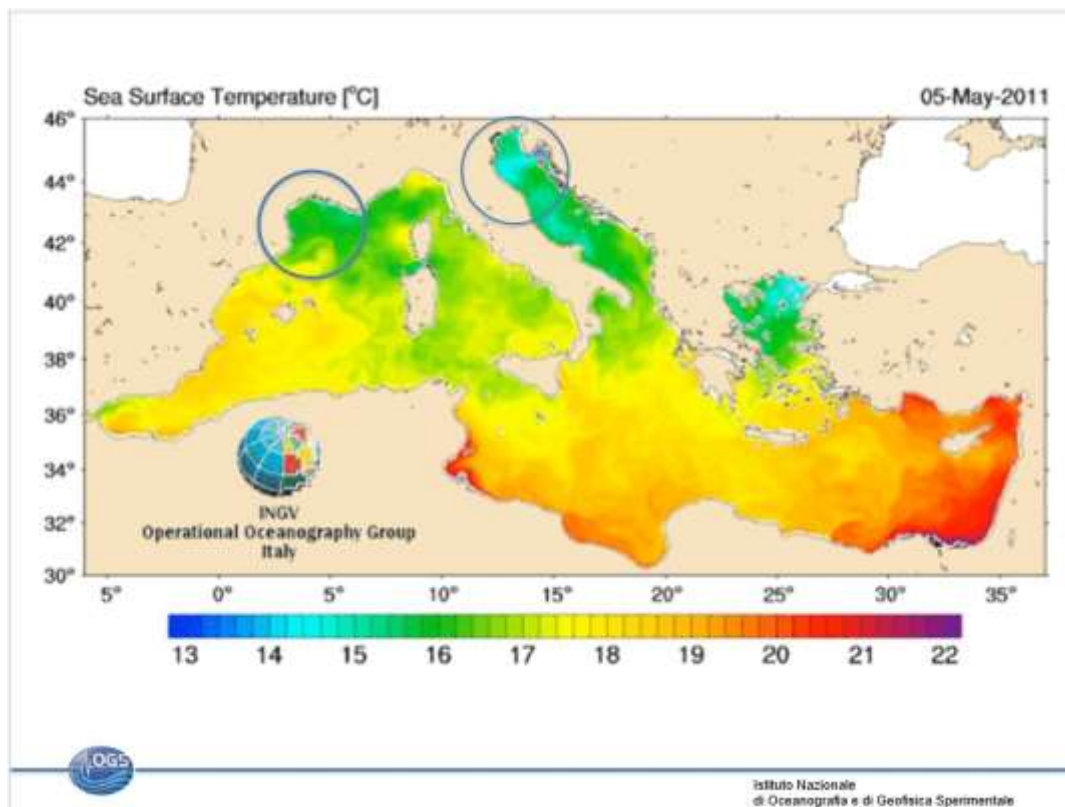 Sea Surface Temperature [°C]
05-May-2011
46°
44°
42°
40°
38°
36°
34°
32°
30°
INGV
Operational Oceanography Group
Italy
5° 0° 5° 10° 15° 20° 25° 30° 35°
13 14 15 16 17 18 19 20 21 22
OGS
Istituto Nazionale
di Oceanografia e di Geofisica Sperimentale